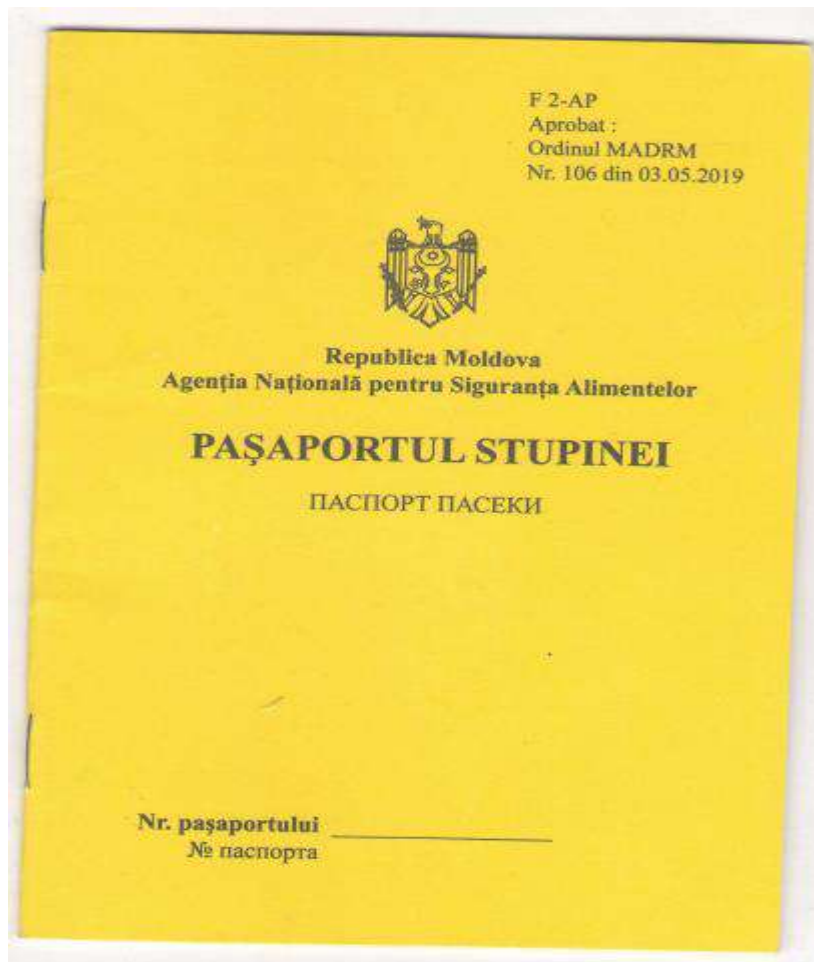 F 2-AP
Aprobat :
Ordinul MADRM
Nr. 106 din 03.05.2019
Republica Moldova
Agenția Națională pentru Siguranța Alimentelor
PAȘAPORTUL STUPINEI
ПАСПОРТ ПАСЕКИ
Nr. pașaportului
№ паспорта